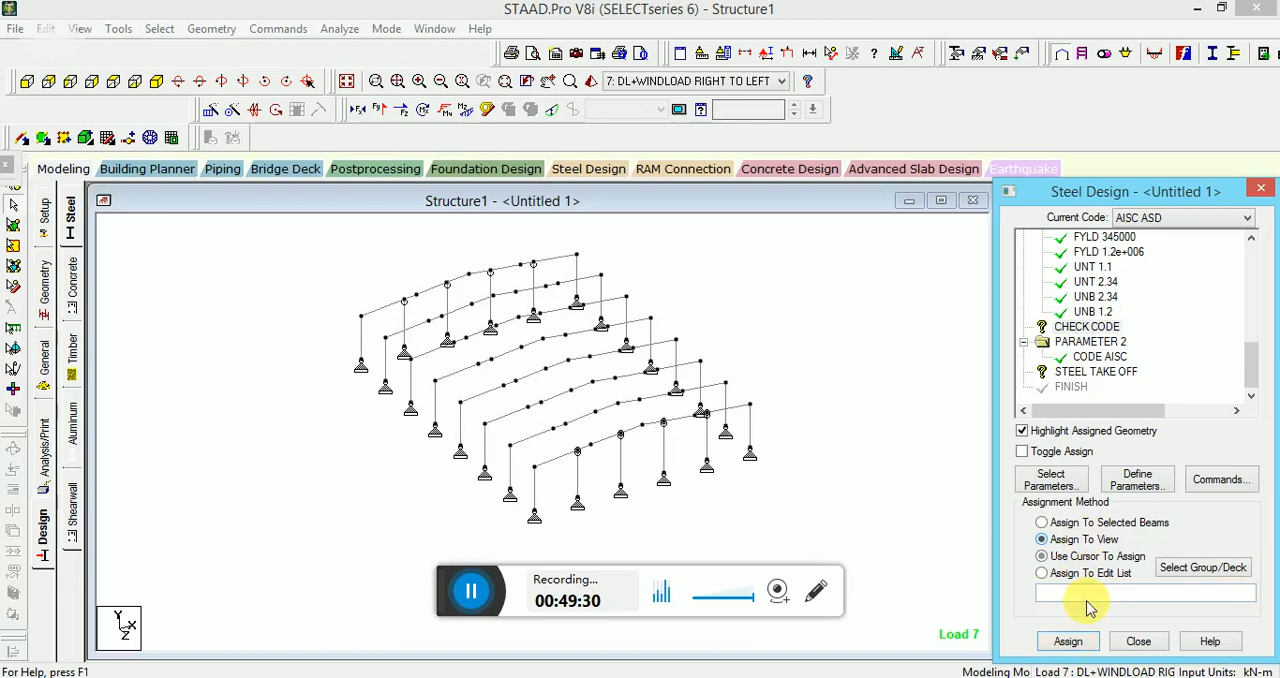 STAAD.Pro V8i (SELECTseries 6) - Structure1
File Edit View Tools Select Geometry Commands Analyze Mode Window Help
7: DL+WINDLOAD RIGHT TO LEFT
Modeling Building Planner Piping Bridge Deck Postprocessing Foundation Design Steel Design RAM Connection Concrete Design Advanced Slab Design Earthquake
Setup
Geometry
General
Analysis/Print
Design
Steel
Concrete
Timber
Aluminum
Shearwall
Structure1 - <Untitled 1>
Y
X
Z
Load 7
Recording...
00:49:30
Steel Design - <Untitled 1>
Current Code: AISC ASD
FYLD 345000
FYLD 1.2e+006
UNT 1.1
UNT 2.34
UNB 2.34
UNB 1.2
CHECK CODE
PARAMETER 2
CODE AISC
STEEL TAKE OFF
FINISH
Highlight Assigned Geometry
Toggle Assign
Select Parameters..
Define Parameters..
Commands...
Assignment Method
Assign To Selected Beams
Assign To View
Use Cursor To Assign
Assign To Edit List
Select Group/Deck
Assign Close Help
For Help, press F1
Modeling Mo Load 7 : DL+WINDLOAD RIG Input Units: kN-m